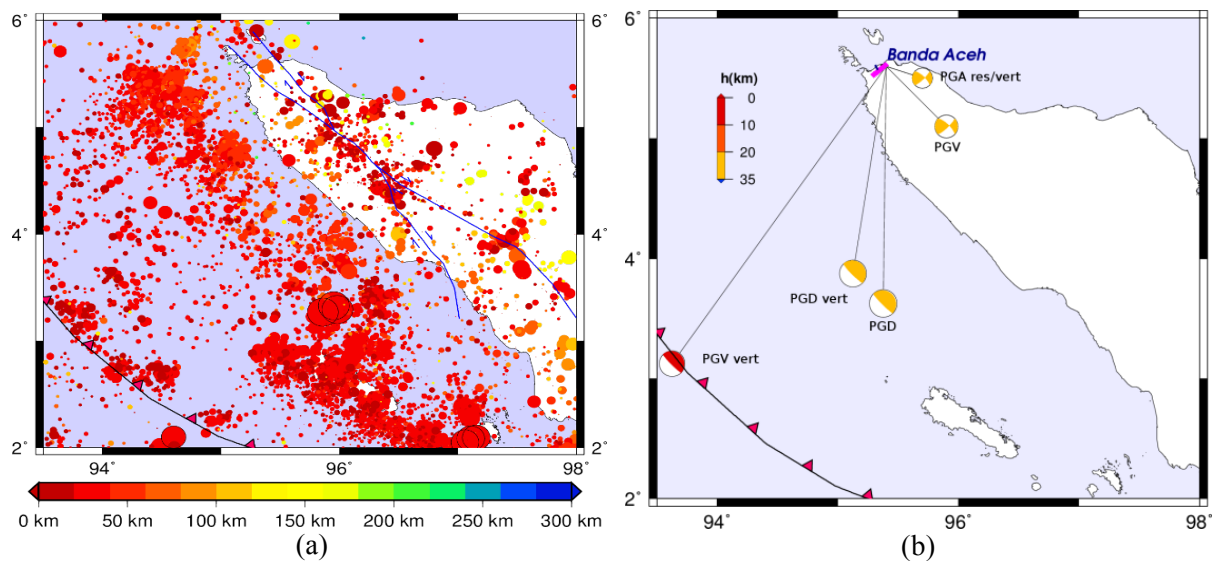 6°
4°
2°
94°
96°
98°
0 km
50 km
100 km
150 km
200 km
250 km
300 km
(a)
6°
4°
2°
6°
Banda Aceh
h(km)
0
10
20
35
PGA res/vert
PGV
PGD vert
PGD
PGV vert
4°
2°
94°
96°
98°
(b)